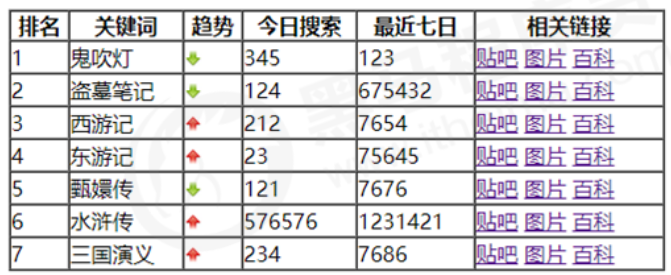 排名 关键词 趋势 今日搜索 最近七日 相关链接
1 鬼吹灯 345 123 贴吧 图片 百科
2 盗墓笔记 124 675432 贴吧 图片 百科
3 西游记 212 7654 贴吧 图片 百科
4 东游记 23 75645 贴吧 图片 百科
5 甄嬛传 121 7676 贴吧 图片 百科
6 水浒传 576576 1231421 贴吧 图片 百科
7 三国演义 234 7686 贴吧 图片 百科